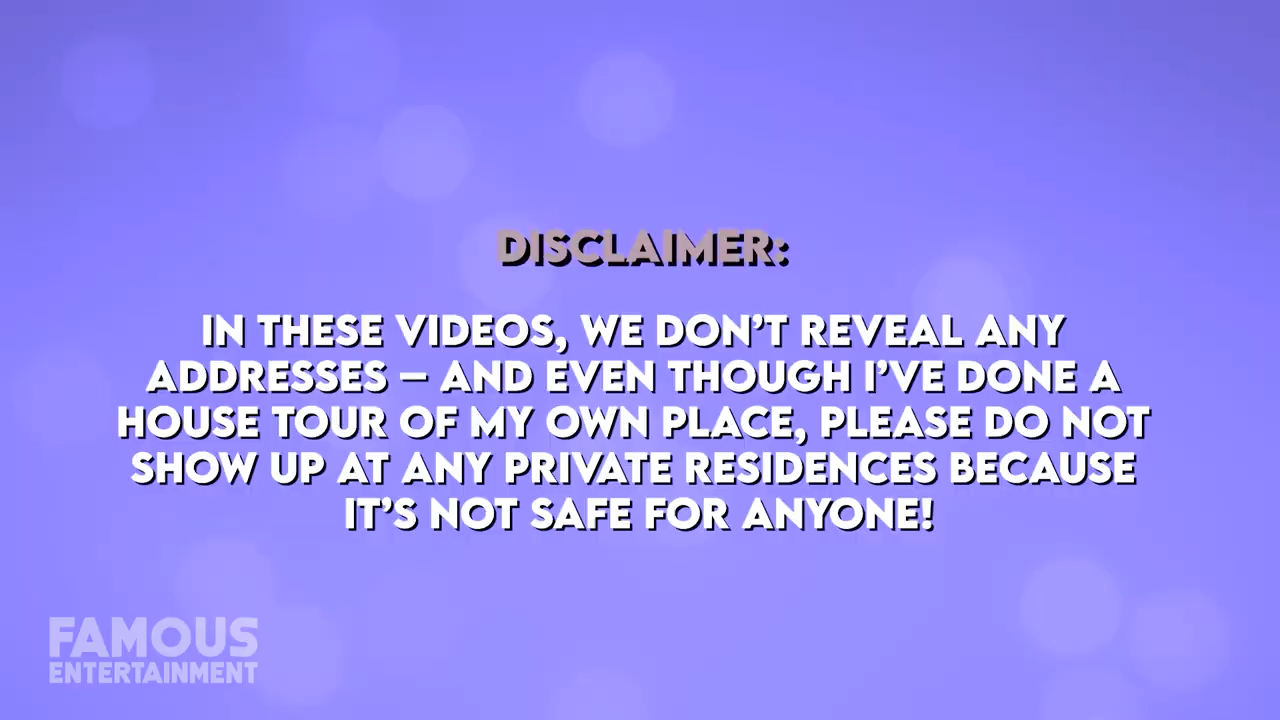 DISCLAIMER:
IN THESE VIDEOS, WE DON’T REVEAL ANY
ADDRESSES – AND EVEN THOUGH I’VE DONE A
HOUSE TOUR OF MY OWN PLACE, PLEASE DO NOT
SHOW UP AT ANY PRIVATE RESIDENCES BECAUSE
IT’S NOT SAFE FOR ANYONE!
FAMOUS
ENTERTAINMENT